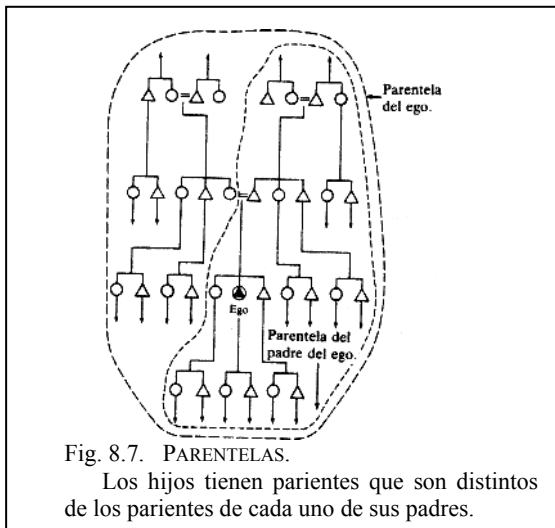 Parentela
del ego.
Ego
Parentela del
padre del ego.
Fig. 8.7. PARENTELAS.
Los hijos tienen parientes que son distintos
de los parientes de cada uno de sus padres.